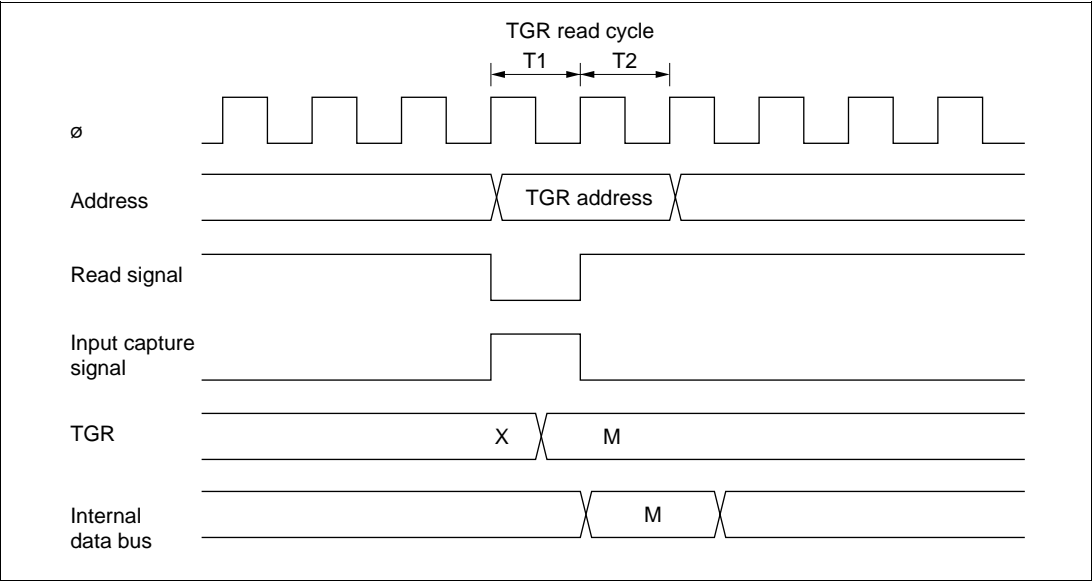 TGR read cycle
T1 T2
ø
Address
TGR address
Read signal
Input capture
signal
TGR
X M
Internal
data bus
M